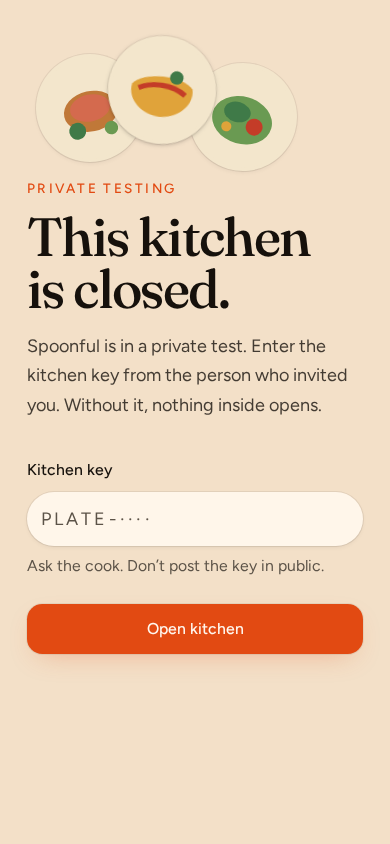 PRIVATE TESTING
This kitchen
is closed.
Spoonful is in a private test. Enter the
kitchen key from the person who invited
you. Without it, nothing inside opens.
Kitchen key
PLATE-····
Ask the cook. Don’t post the key in public.
Open kitchen